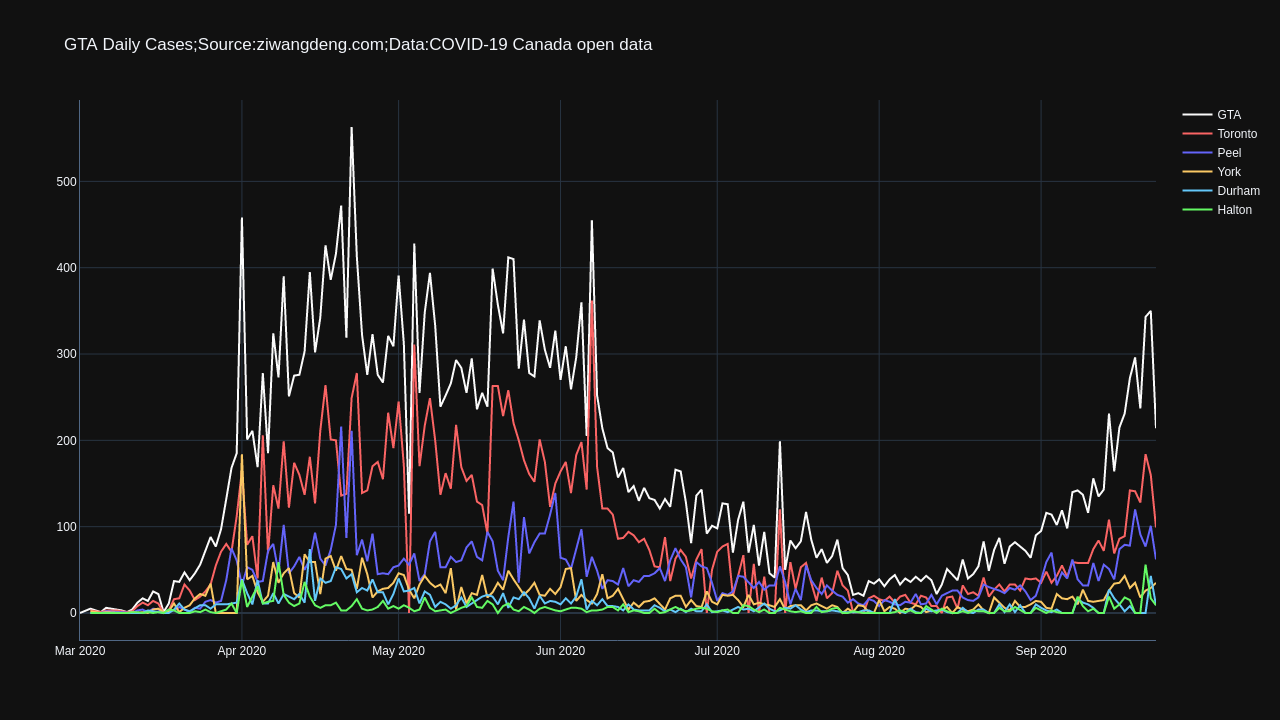 GTA Daily Cases;Source:ziwangdeng.com;Data:COVID-19 Canada open data
GTA
Toronto
Peel
York
Durham
Halton
500
400
300
200
100
0
Mar 2020
Apr 2020
May 2020
Jun 2020
Jul 2020
Aug 2020
Sep 2020